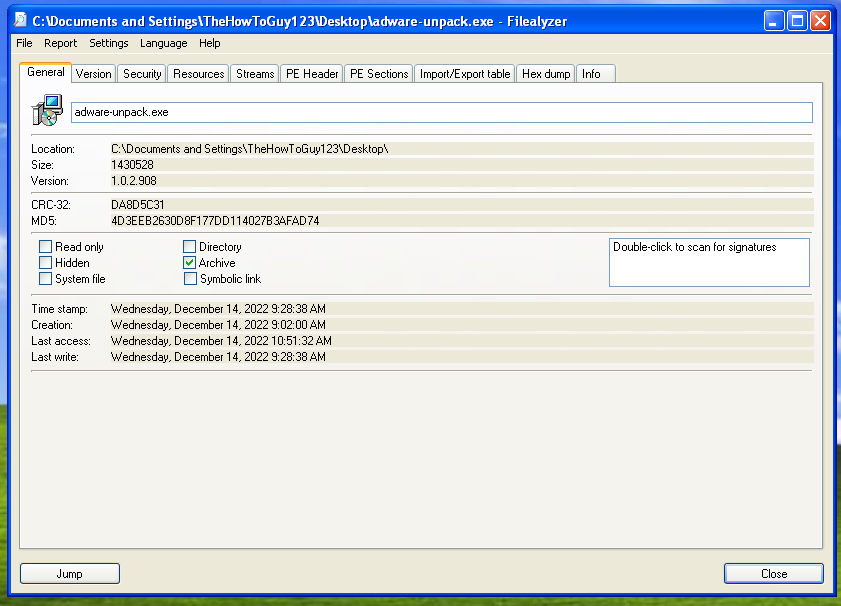 C:\Documents and Settings\TheHowToGuy123\Desktop\adware-unpack.exe - Filealyzer
File Report Settings Language Help
General Version Security Resources Streams PE Header PE Sections Import/Export table Hex dump Info
adware-unpack.exe
Location: C:\Documents and Settings\TheHowToGuy123\Desktop\
Size: 1430528
Version: 1.0.2.908
CRC-32: DA8D5C31
MD5: 4D3EEB2630D8F177DD114027B3AFAD74
Read only Directory Double-click to scan for signatures
Hidden Archive
System file Symbolic link
Time stamp: Wednesday, December 14, 2022 9:28:38 AM
Creation: Wednesday, December 14, 2022 9:02:00 AM
Last access: Wednesday, December 14, 2022 10:51:32 AM
Last write: Wednesday, December 14, 2022 9:28:38 AM
Jump Close